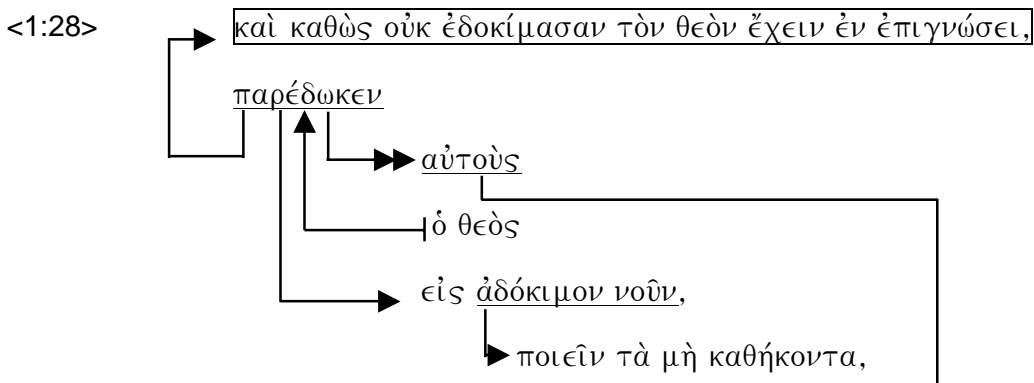 <1:28> καὶ καθὼς οὐκ ἐδοκίμασαν τὸν θεὸν ἔχειν ἐν ἐπιγνώσει,
παρέδωκεν
αὐτοὺς
ὁ θεὸς
εἰς ἀδόκιμον νοῦν,
ποιεῖν τὰ μὴ καθήκοντα,